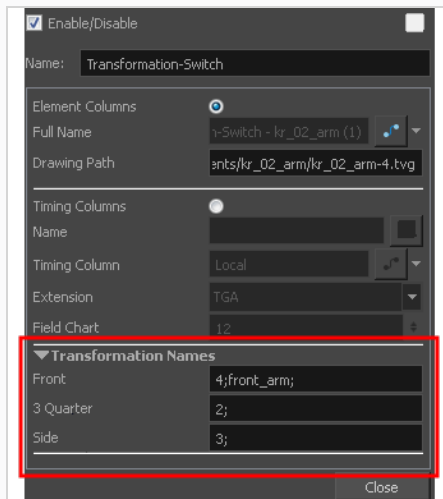 Enable/Disable
Name: Transformation-Switch
Element Columns
Full Name n-Switch - kr_02_arm (1)
Drawing Path ents/kr_02_arm/kr_02_arm-4.tvg
Timing Columns
Name
Timing Column Local
Extension TGA
Field Chart 12
Transformation Names
Front 4;front_arm;
3 Quarter 2;
Side 3;
Close